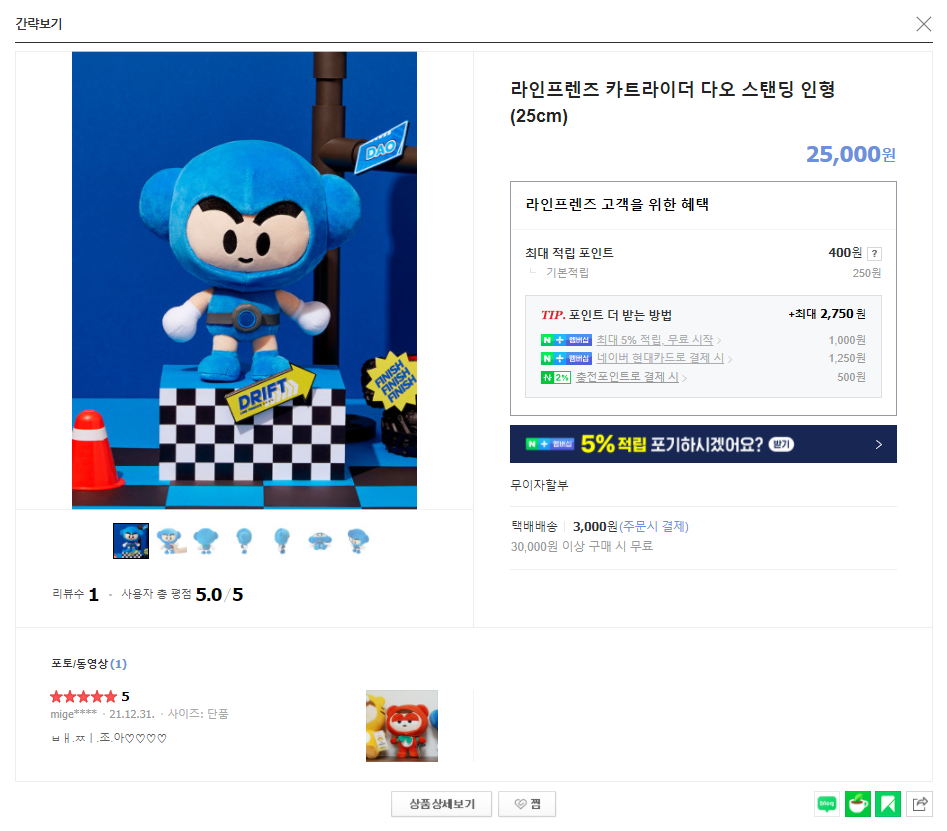 간략보기
DAO
DRIFT
FINISH
FINISH
FINISH
라인프렌즈 카트라이더 다오 스탠딩 인형
(25cm)
25,000원
라인프렌즈 고객을 위한 혜택
최대 적립 포인트 400원 ?
기본적립 250원
TIP. 포인트 더 받는 방법 +최대 2,750 원
N + 멤버십 최대 5% 적립, 무료 시작 1,000원
N + 멤버십 네이버 현대카드로 결제 시 1,250원
N 2% 충전포인트로 결제 시 500원
N + 멤버십 5%적립 포기하시겠어요? 받기
무이자할부
택배배송 3,000원(주문시 결제)
30,000원 이상 구매 시 무료
리뷰수 1 - 사용자 총 평점 5.0/5
포토/동영상(1)
5
mige**** · 21.12.31. · 사이즈: 단품
ㅂㅐ.ㅉㅣ.조.아♡♡♡♡
상품상세보기 찜
blog